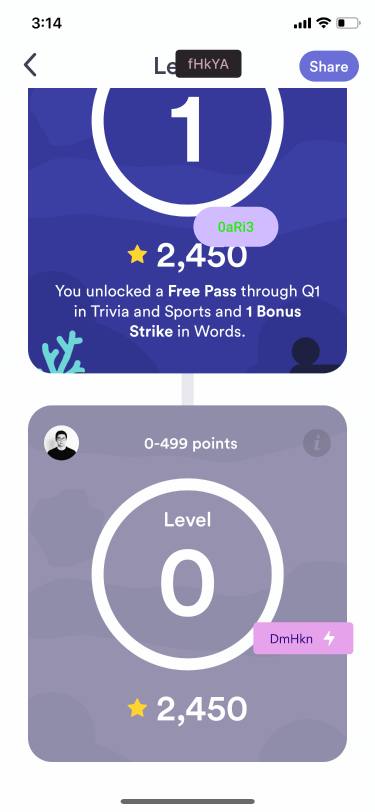 3:14
fHkYA
Share
1
0aRi3
2,450
You unlocked a Free Pass through Q1
in Trivia and Sports and 1 Bonus
Strike in Words.
0-499 points
i
Level
0
DmHkn
2,450